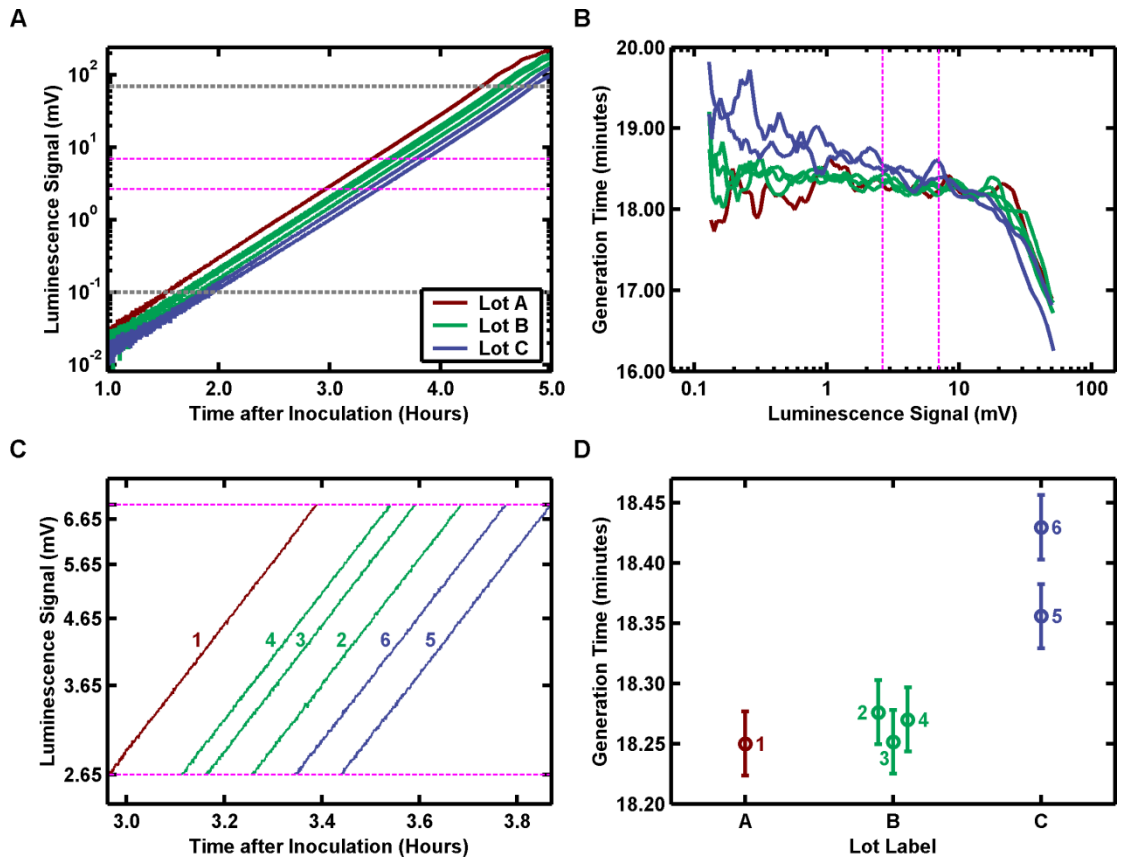 A
Luminescence Signal (mV)
10²
10¹
10⁰
10⁻¹
10⁻²
1.0 2.0 3.0 4.0 5.0
Time after Inoculation (Hours)
Lot A
Lot B
Lot C
B
Generation Time (minutes)
20.00
19.00
18.00
17.00
16.00
0.1 1 10 100
Luminescence Signal (mV)
C
Luminescence Signal (mV)
6.65
5.65
4.65
3.65
2.65
1 4 3 2 6 5
3.0 3.2 3.4 3.6 3.8
Time after Inoculation (Hours)
D
Generation Time (minutes)
18.45
18.40
18.35
18.30
18.25
18.20
6
5
2 4
1
3
A B C
Lot Label